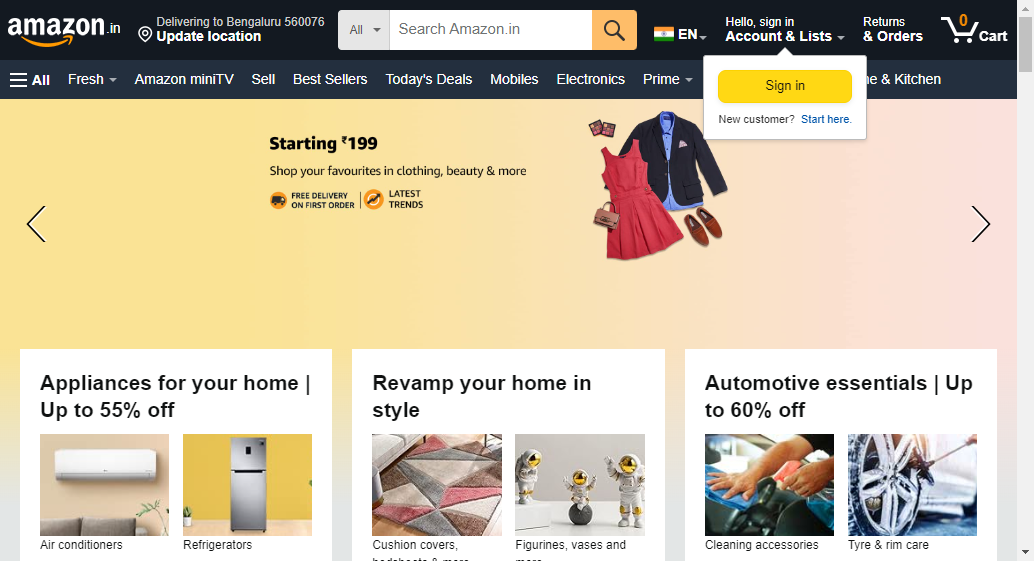 amazon.in
Delivering to Bengaluru 560076
Update location
All
Search Amazon.in
EN
Hello, sign in
Account & Lists
Returns
& Orders
0
Cart
All
Fresh
Amazon miniTV
Sell
Best Sellers
Today's Deals
Mobiles
Electronics
Prime
& Kitchen
Sign in
New customer? Start here.
Starting ₹199
Shop your favourites in clothing, beauty & more
FREE DELIVERY
ON FIRST ORDER
LATEST
TRENDS
Appliances for your home |
Up to 55% off
Revamp your home in
style
Automotive essentials | Up
to 60% off
Air conditioners
Refrigerators
Cushion covers,
bedsheets & more
Figurines, vases and
more
Cleaning accessories
Tyre & rim care